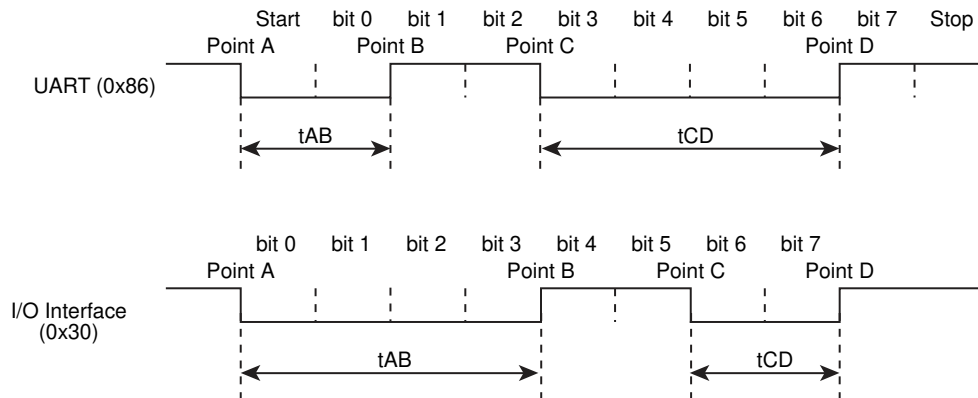 Start bit 0 bit 1 bit 2 bit 3 bit 4 bit 5 bit 6 bit 7 Stop
Point A Point B Point C Point D
UART (0x86)
tAB tCD
bit 0 bit 1 bit 2 bit 3 bit 4 bit 5 bit 6 bit 7
Point A Point B Point C Point D
I/O Interface
(0x30)
tAB tCD